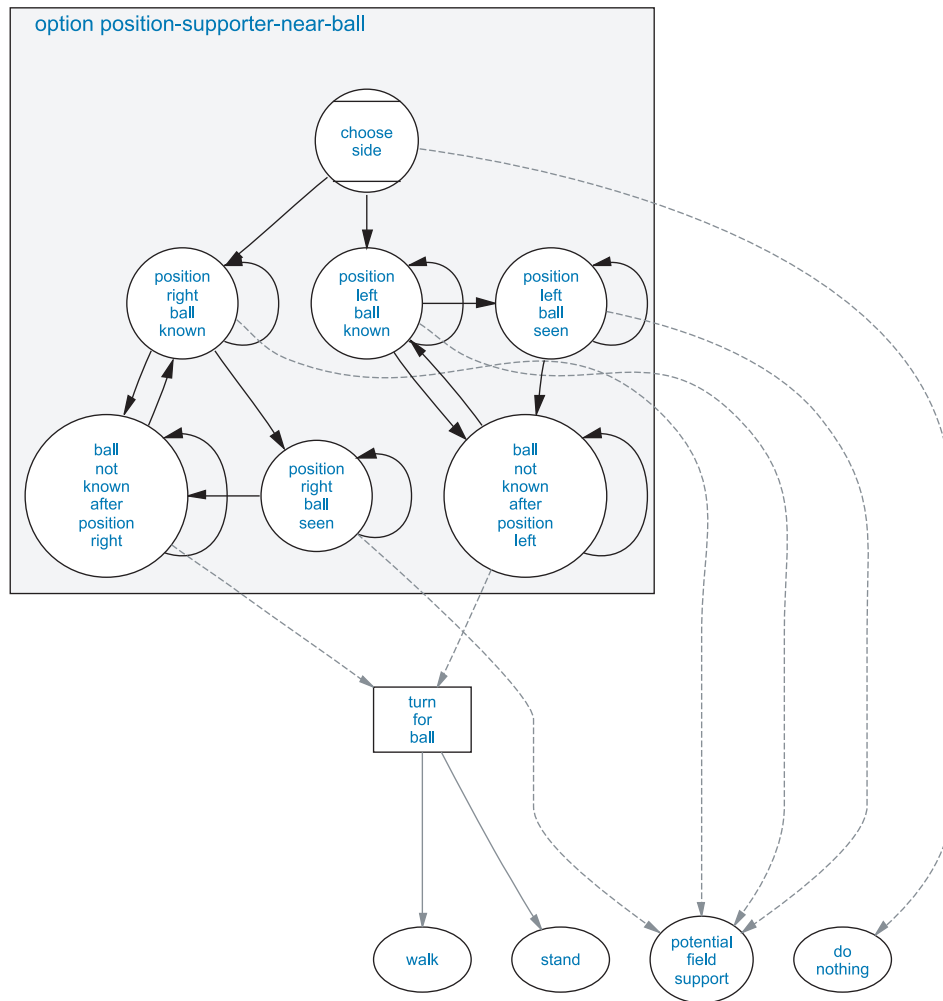 option position-supporter-near-ball
choose
side
position
right
ball
known
position
left
ball
known
position
left
ball
seen
ball
not
known
after
position
right
position
right
ball
seen
ball
not
known
after
position
left
turn
for
ball
walk
stand
potential
field
support
do
nothing